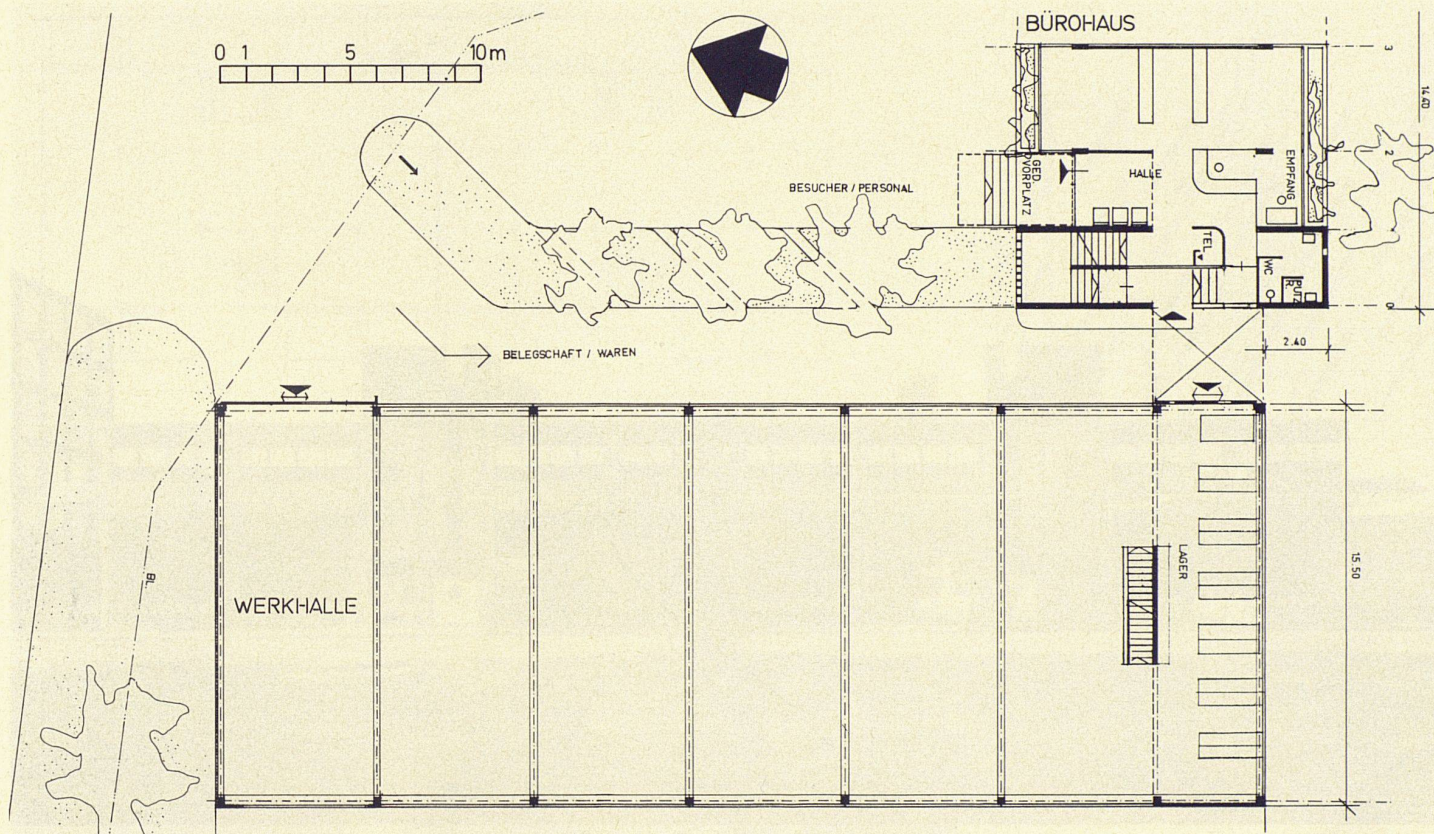 BÜROHAUS
0 1 5 10m
3
14.40
2
GED
VORPLATZ
HALLE
EMPFANG
BESUCHER / PERSONAL
TEL.
WC
PUTZ
R.
0
2.40
BELEGSCHAFT / WAREN
LAGER
15.50
BL
WERKHALLE